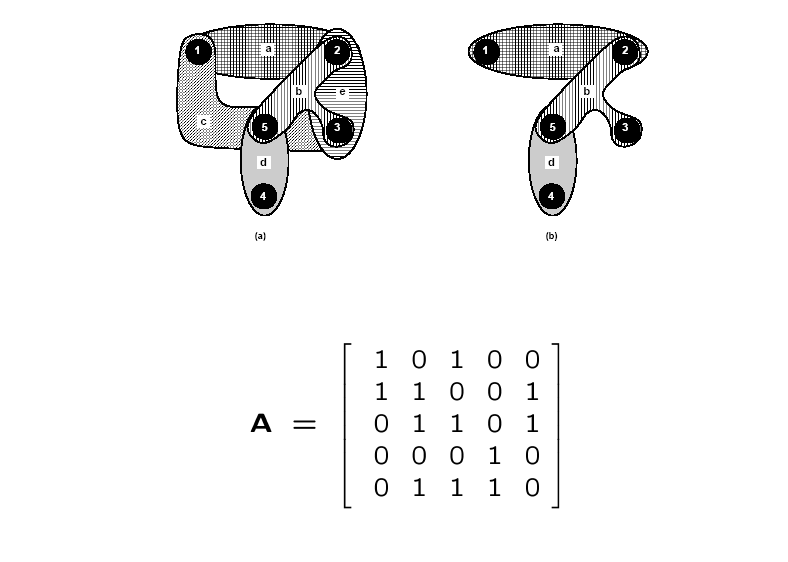 1 a 2 1 a 2
b e b
c 5 3 5 3
d d
4 4
(a) (b)
A =
1 0 1 0 0
1 1 0 0 1
0 1 1 0 1
0 0 0 1 0
0 1 1 1 0